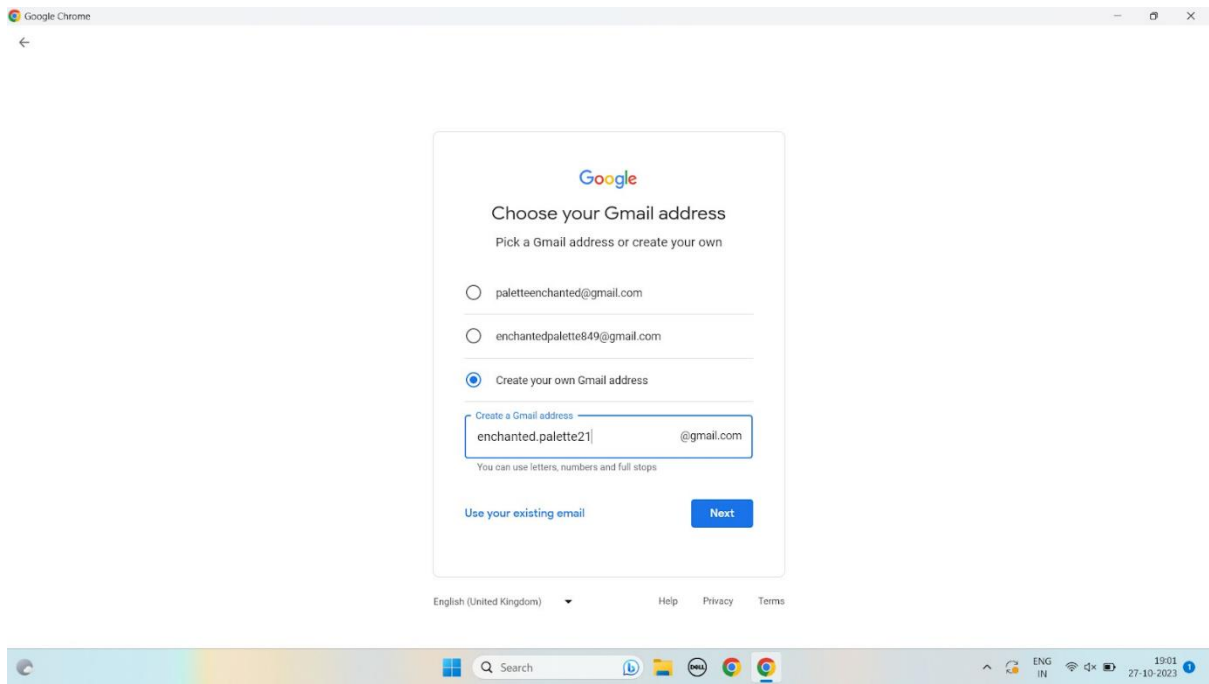 Google Chrome
Google
Choose your Gmail address
Pick a Gmail address or create your own
paletteenchanted@gmail.com
enchantedpalette849@gmail.com
Create your own Gmail address
Create a Gmail address
enchanted.palette21 @gmail.com
You can use letters, numbers and full stops
Use your existing email Next
English (United Kingdom) Help Privacy Terms
Search DELL ENG 19:01
IN 27-10-2023 1